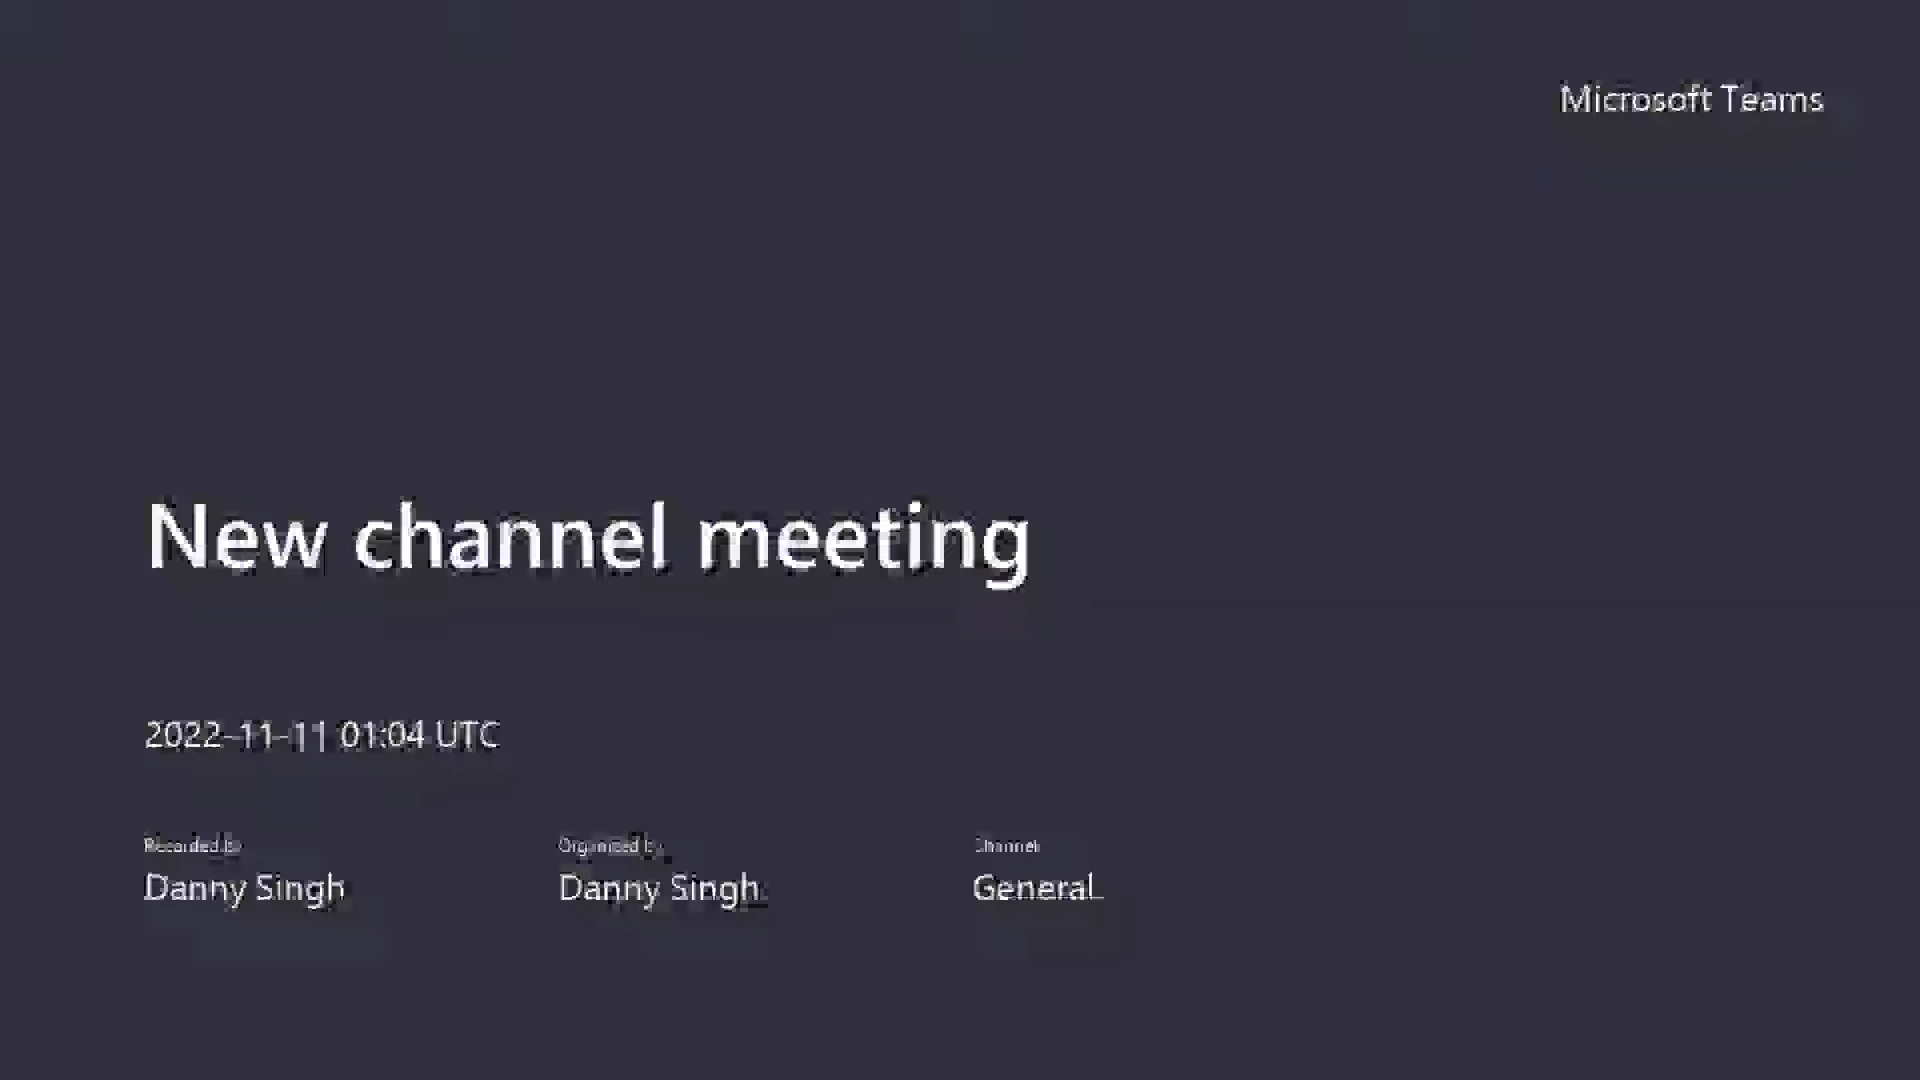 Microsoft Teams
New channel meeting
2022-11-11 01:04 UTC
Recorded by
Organized by
Channel
Danny Singh
Danny Singh
General